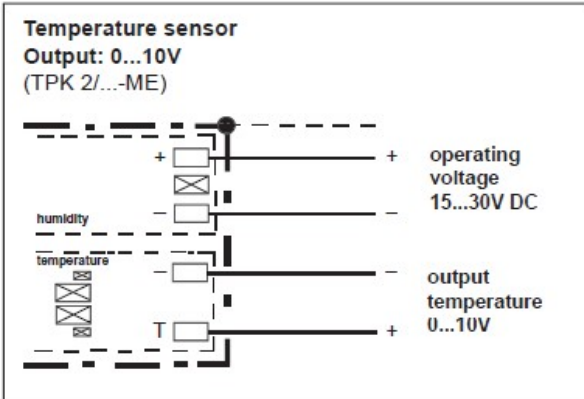 Temperature sensor
Output: 0...10V
(TPK 2/...-ME)
+ + operating
voltage
15...30V DC
– –
humidity
temperature
– –
output
temperature
0...10V
T +